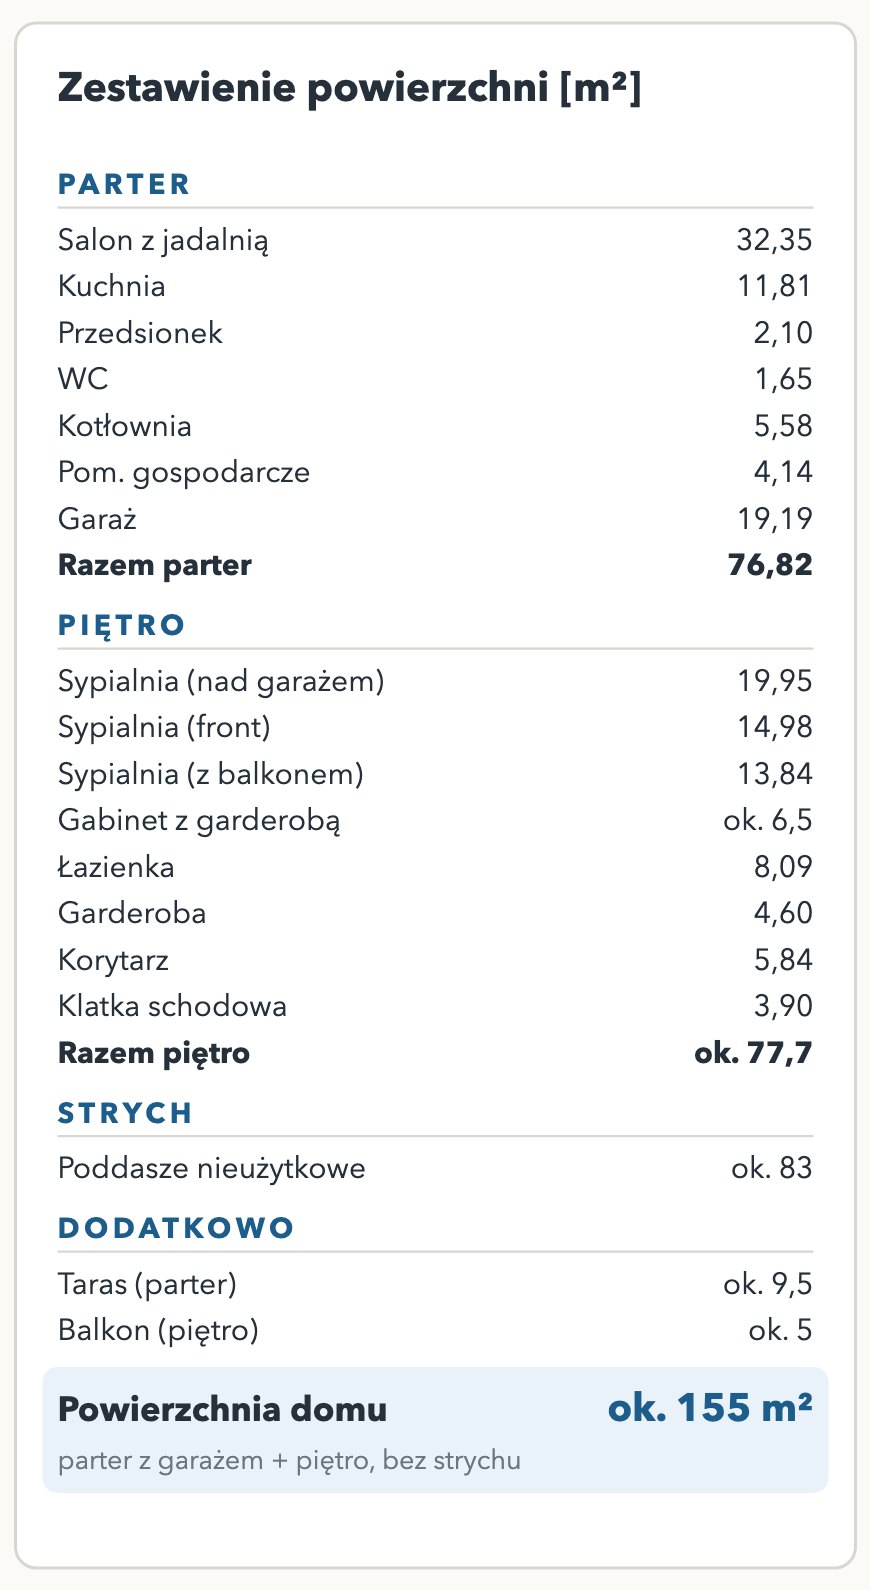 Zestawienie powierzchni [m²]
PARTER
Salon z jadalnią 32,35
Kuchnia 11,81
Przedsionek 2,10
WC 1,65
Kotłownia 5,58
Pom. gospodarcze 4,14
Garaż 19,19
Razem parter 76,82
PIĘTRO
Sypialnia (nad garażem) 19,95
Sypialnia (front) 14,98
Sypialnia (z balkonem) 13,84
Gabinet z garderobą ok. 6,5
Łazienka 8,09
Garderoba 4,60
Korytarz 5,84
Klatka schodowa 3,90
Razem piętro ok. 77,7
STRYCH
Poddasze nieużytkowe ok. 83
DODATKOWO
Taras (parter) ok. 9,5
Balkon (piętro) ok. 5
Powierzchnia domu ok. 155 m²
parter z garażem + piętro, bez strychu